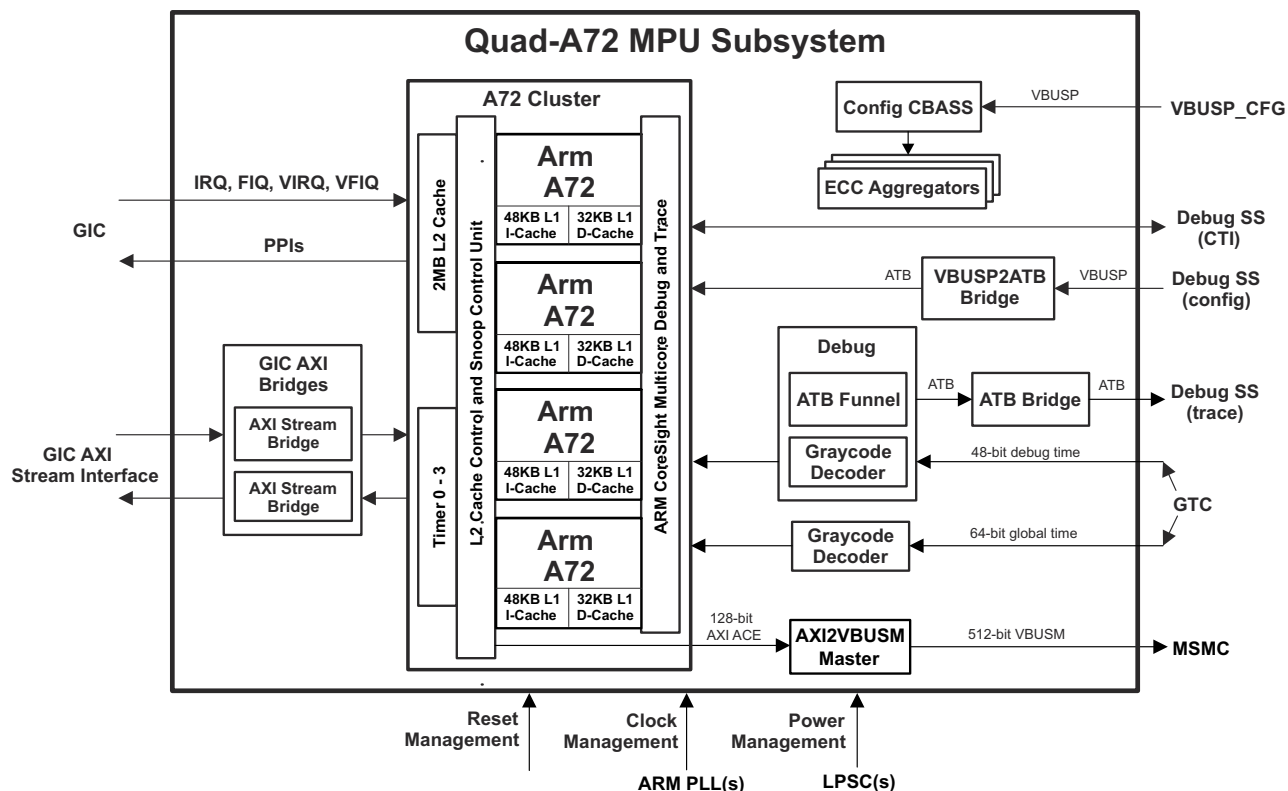 Quad-A72 MPU Subsystem
A72 Cluster
2MB L2 Cache
Timer 0 - 3
L2 Cache Control and Snoop Control Unit
Arm
A72
48KB L1
I-Cache
32KB L1
D-Cache
Arm
A72
48KB L1
I-Cache
32KB L1
D-Cache
Arm
A72
48KB L1
I-Cache
32KB L1
D-Cache
Arm
A72
48KB L1
I-Cache
32KB L1
D-Cache
ARM CoreSight Multicore Debug and Trace
IRQ, FIQ, VIRQ, VFIQ
GIC
PPIs
GIC AXI
Bridges
AXI Stream
Bridge
AXI Stream
Bridge
GIC AXI
Stream Interface
Config CBASS
VBUSP
VBUSP_CFG
ECC Aggregators
Debug SS
(CTI)
ATB
VBUSP2ATB
Bridge
VBUSP
Debug SS
(config)
Debug
ATB Funnel
ATB
ATB Bridge
ATB
Debug SS
(trace)
Graycode
Decoder
48-bit debug time
GTC
Graycode
Decoder
64-bit global time
128-bit
AXI ACE
AXI2VBUSM
Master
512-bit VBUSM
MSMC
Reset
Management
Clock
Management
Power
Management
ARM PLL(s)
LPSC(s)